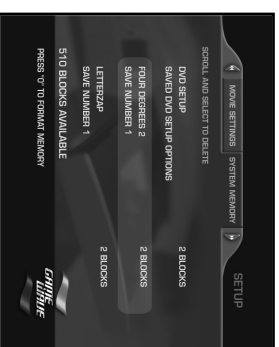 SETUP
MOVIE SETTINGS SYSTEM MEMORY
SCROLL AND SELECT TO DELETE
DVD SETUP 2 BLOCKS
SAVED DVD SETUP OPTIONS
FOUR DEGREES 2 2 BLOCKS
SAVE NUMBER 1
LETTERZAP 2 BLOCKS
SAVE NUMBER 1
510 BLOCKS AVAILABLE
PRESS "0" TO FORMAT MEMORY
GAME WAVE